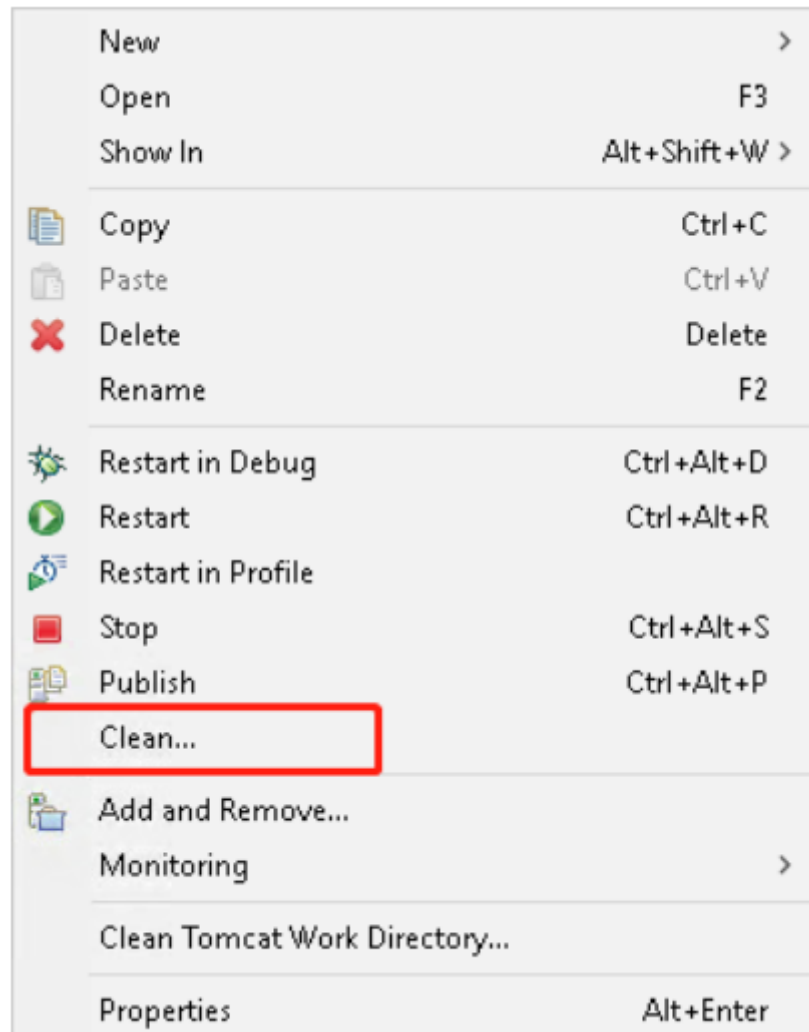 New
Open F3
Show In Alt+Shift+W
Copy Ctrl+C
Paste Ctrl+V
Delete Delete
Rename F2
Restart in Debug Ctrl+Alt+D
Restart Ctrl+Alt+R
Restart in Profile
Stop Ctrl+Alt+S
Publish Ctrl+Alt+P
Clean...
Add and Remove...
Monitoring
Clean Tomcat Work Directory...
Properties Alt+Enter